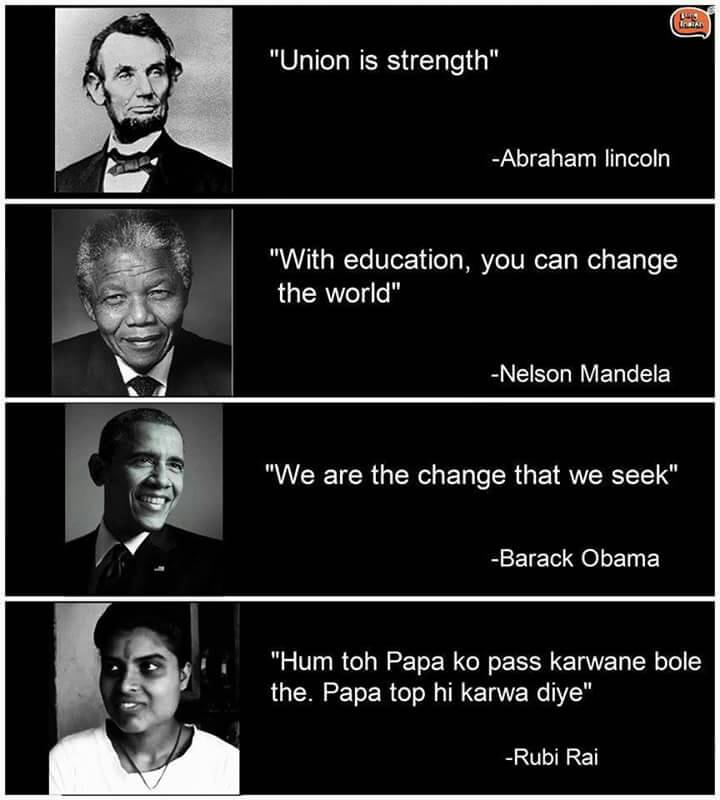 "Union is strength"
-Abraham lincoln
"With education, you can change
the world"
-Nelson Mandela
"We are the change that we seek"
-Barack Obama
"Hum toh Papa ko pass karwane bole
the. Papa top hi karwa diye"
-Rubi Rai